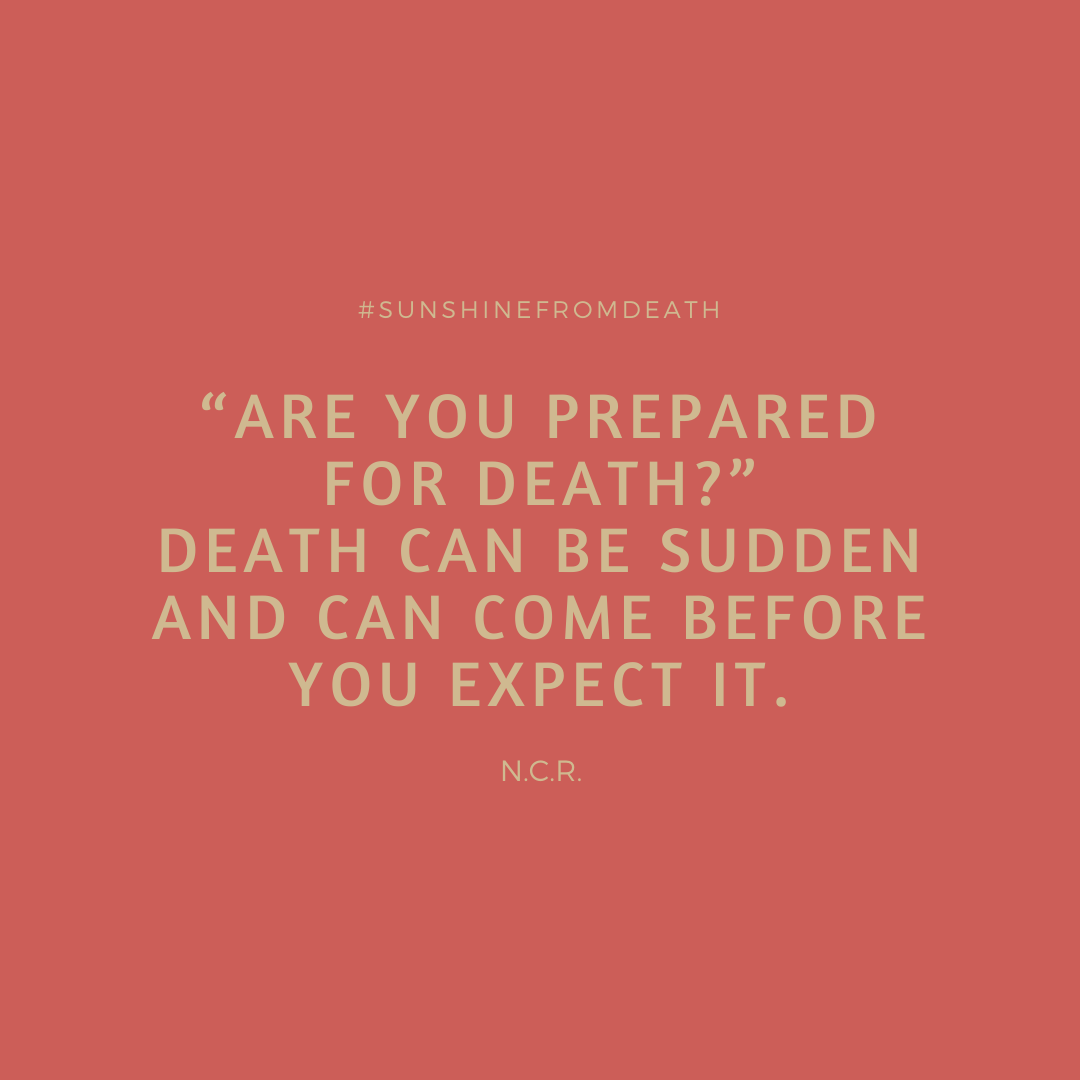 #SUNSHINEFROMDEATH
“ARE YOU PREPARED
FOR DEATH?”
DEATH CAN BE SUDDEN
AND CAN COME BEFORE
YOU EXPECT IT.
N.C.R.